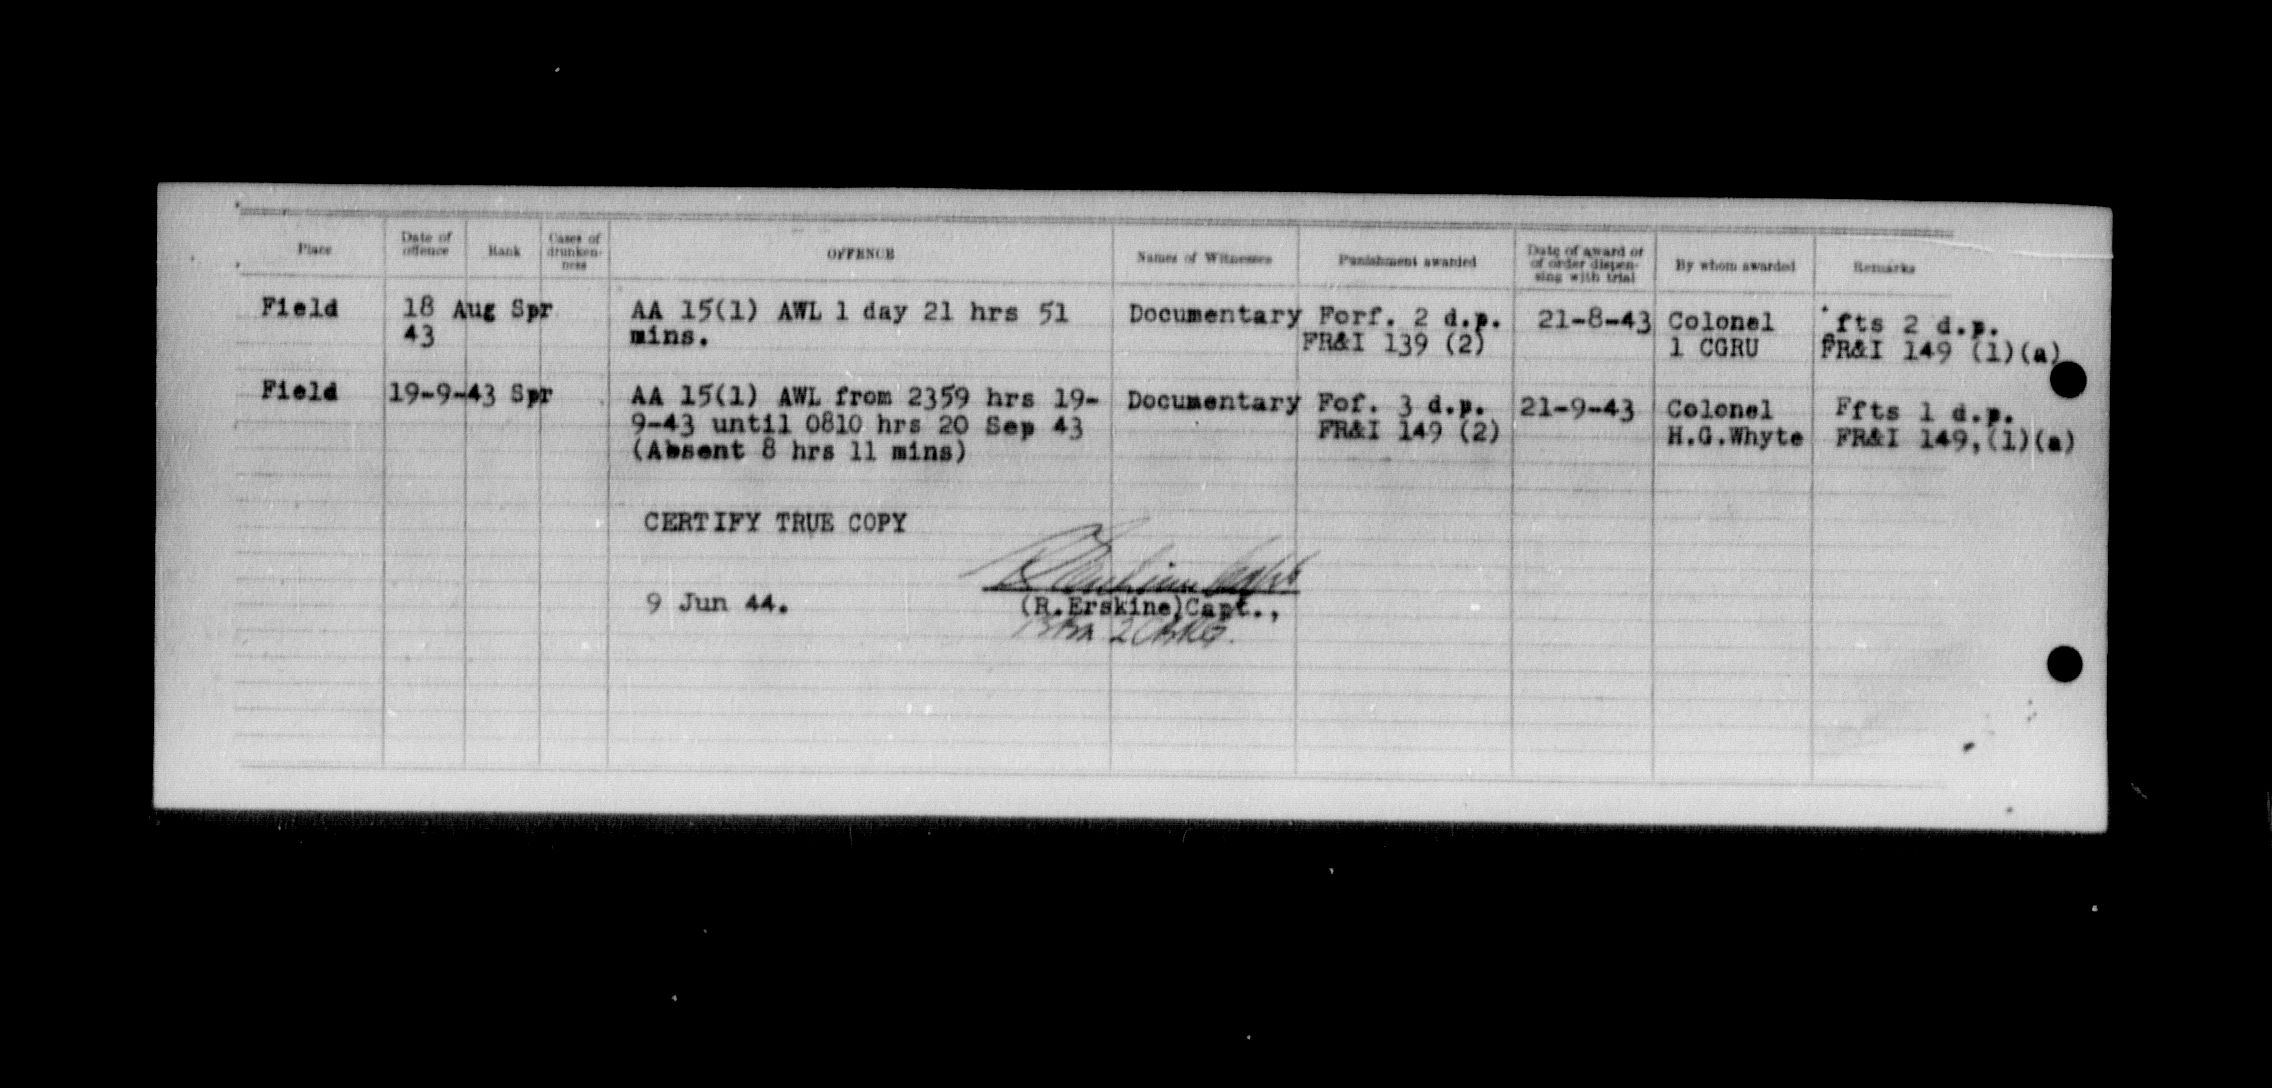 Place Date of offence Rank Cases of drunken-ness OFFENCE Names of Witnesses Punishment awarded Date of award or of order dispen-sing with trial By whom awarded Remarks
Field 18 Aug Spr AA 15(1) AWL 1 day 21 hrs 51 Documentary Forf. 2 d.p. 21-8-43 Colonel fts 2 d.p.
43 mins. FR&I 139 (2) 1 CGRU FR&I 149 (1)(a)
Field 19-9-43 Spr AA 15(1) AWL from 2359 hrs 19- Documentary Fof. 3 d.p. 21-9-43 Colonel Ffts 1 d.p.
9-43 until 0810 hrs 20 Sep 43 FR&I 149 (2) H.G.Whyte FR&I 149,(1)(a)
(Absent 8 hrs 11 mins)
CERTIFY TRUE COPY
9 Jun 44. (R.Erskine)Capt.,